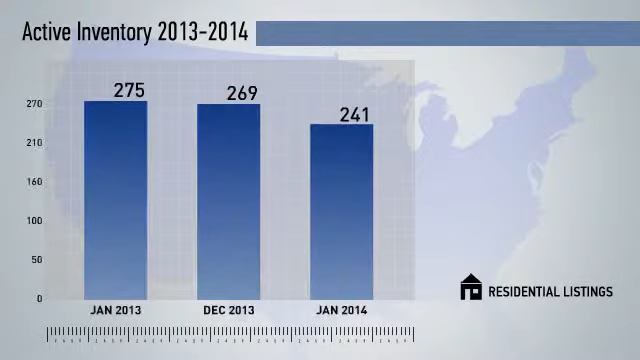 Active Inventory 2013-2014
275
269
241
270
210
160
100
50
0
JAN 2013
DEC 2013
JAN 2014
RESIDENTIAL LISTINGS